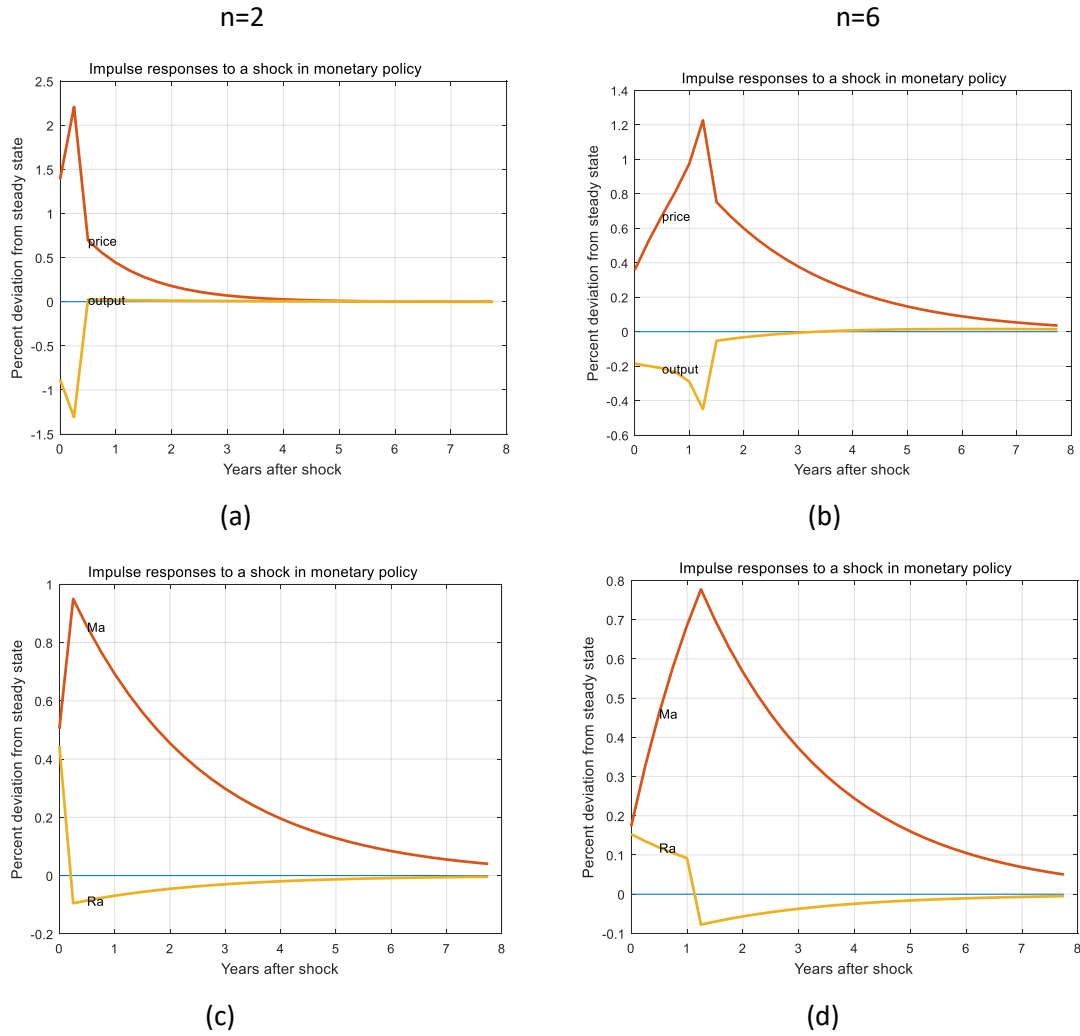 n=2
n=6
Impulse responses to a shock in monetary policy
Percent deviation from steady state
2.5
2
1.5
1
0.5
0
-0.5
-1
-1.5
price
output
0 1 2 3 4 5 6 7 8
Years after shock
(a)
Impulse responses to a shock in monetary policy
Percent deviation from steady state
1.4
1.2
1
0.8
0.6
0.4
0.2
0
-0.2
-0.4
-0.6
price
output
0 1 2 3 4 5 6 7 8
Years after shock
(b)
Impulse responses to a shock in monetary policy
Percent deviation from steady state
1
0.8
0.6
0.4
0.2
0
-0.2
Ma
Ra
0 1 2 3 4 5 6 7 8
Years after shock
(c)
Impulse responses to a shock in monetary policy
Percent deviation from steady state
0.8
0.7
0.6
0.5
0.4
0.3
0.2
0.1
0
-0.1
Ma
Ra
0 1 2 3 4 5 6 7 8
Years after shock
(d)